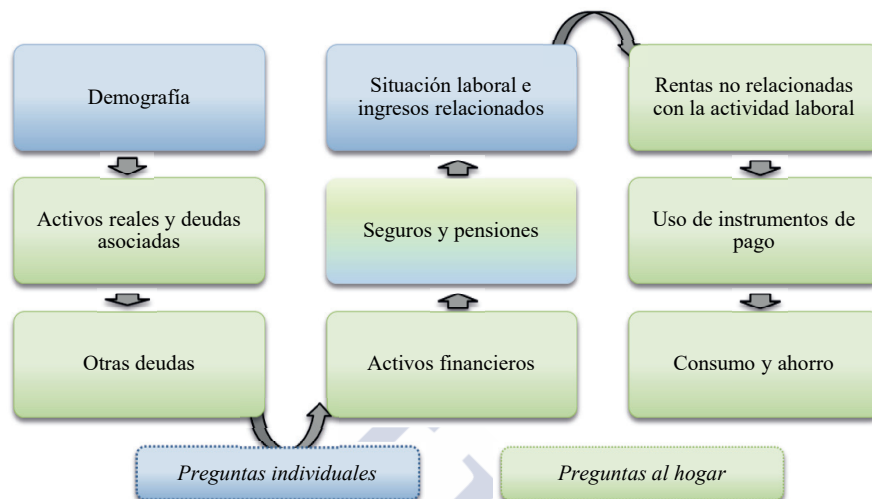 Demografía
Activos reales y deudas
asociadas
Otras deudas
Activos financieros
Seguros y pensiones
Situación laboral e
ingresos relacionados
Rentas no relacionadas
con la actividad laboral
Uso de instrumentos de
pago
Consumo y ahorro
Preguntas individuales
Preguntas al hogar